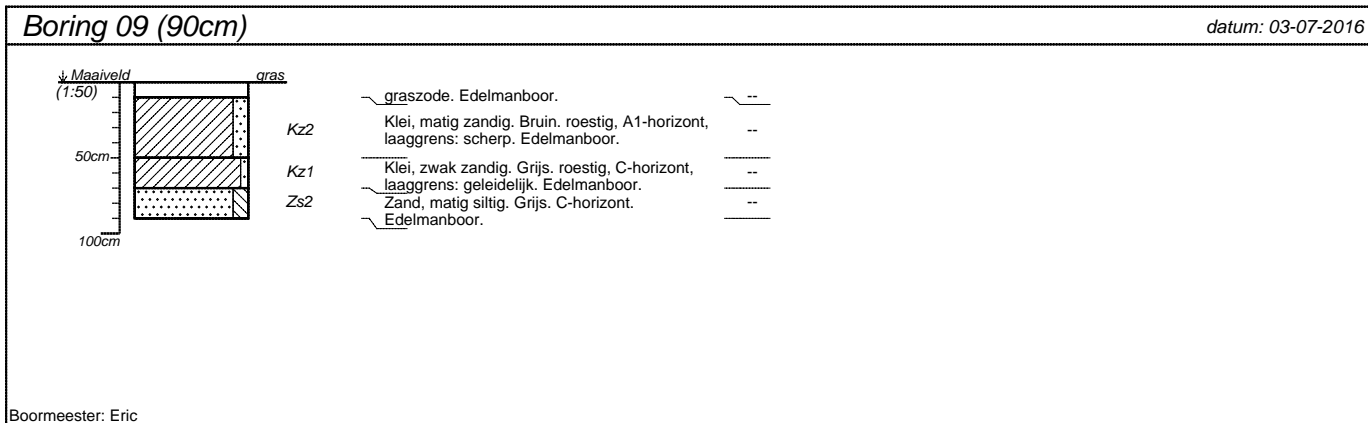 Boring 09 (90cm)
datum: 03-07-2016
Maaiveld
gras
(1:50)
graszode. Edelmanboor.
--
Kz2
Klei, matig zandig. Bruin. roestig, A1-horizont,
laaggrens: scherp. Edelmanboor.
--
50cm
Kz1
Klei, zwak zandig. Grijs. roestig, C-horizont,
laaggrens: geleidelijk. Edelmanboor.
--
Zs2
Zand, matig siltig. Grijs. C-horizont.
Edelmanboor.
--
100cm
Boormeester: Eric